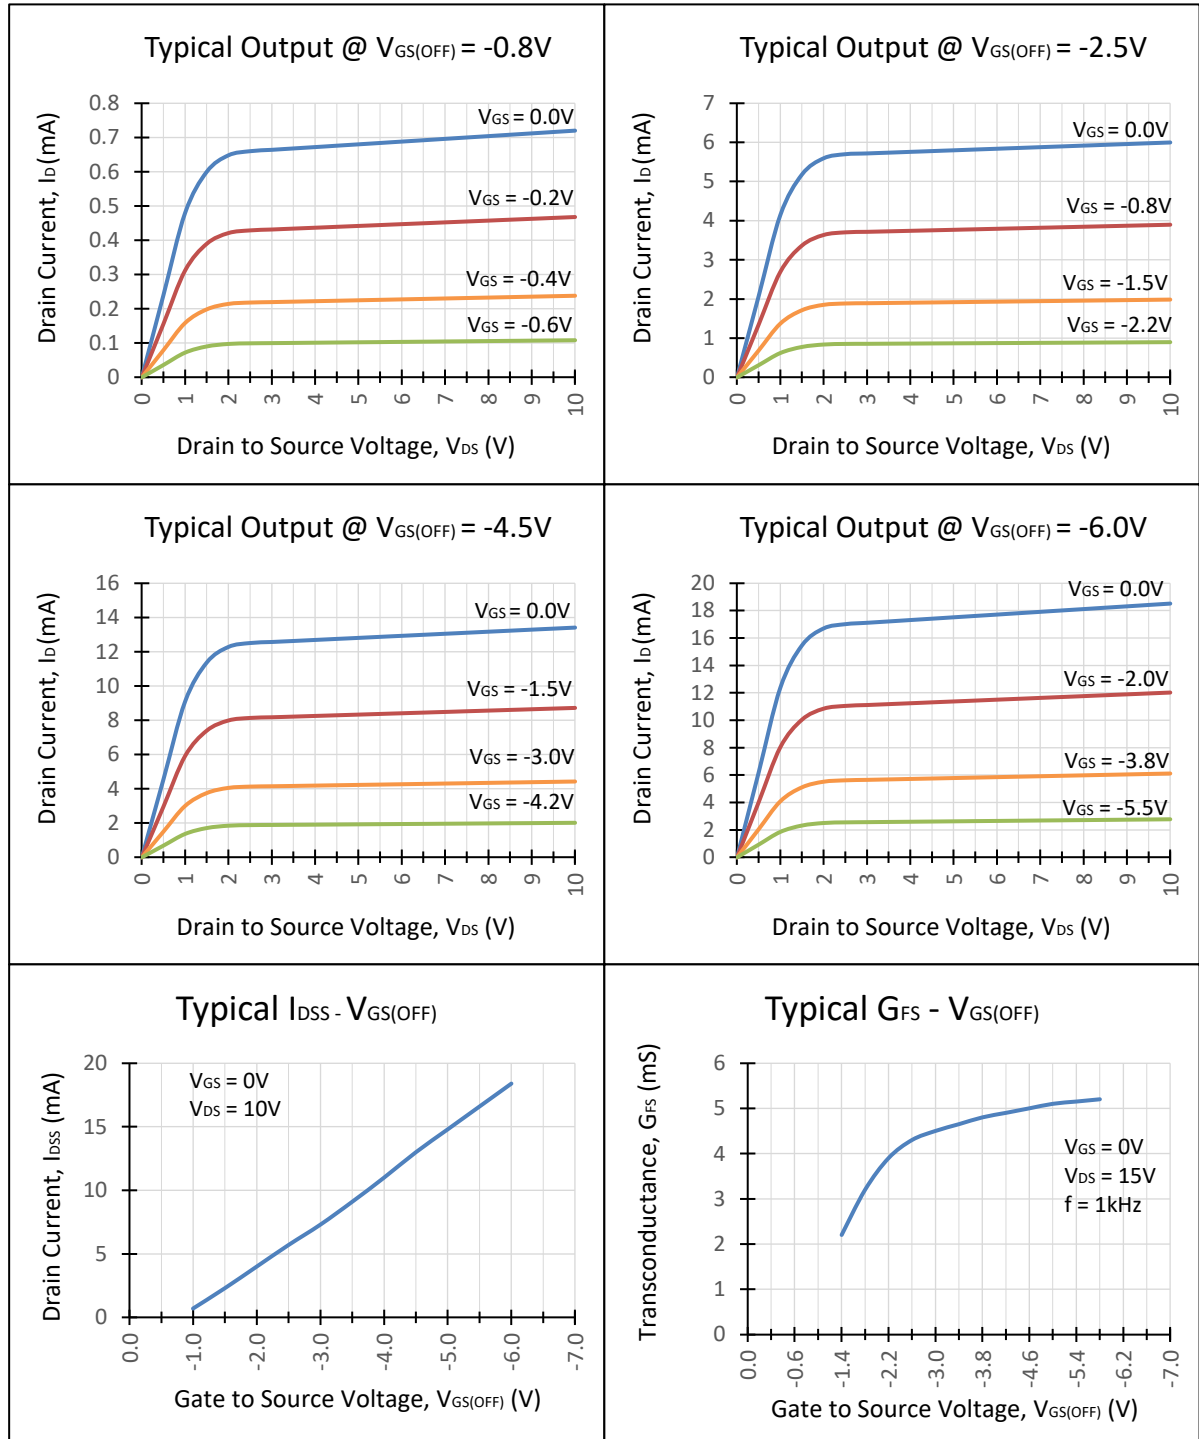 Typical Output @ VGS(OFF) = -0.8V
Drain Current, ID(mA)
0.8
0.7
0.6
0.5
0.4
0.3
0.2
0.1
0
VGS = 0.0V
VGS = -0.2V
VGS = -0.4V
VGS = -0.6V
0 1 2 3 4 5 6 7 8 9 10
Drain to Source Voltage, VDS (V)
Typical Output @ VGS(OFF) = -2.5V
Drain Current, ID(mA)
7
6
5
4
3
2
1
0
VGS = 0.0V
VGS = -0.8V
VGS = -1.5V
VGS = -2.2V
0 1 2 3 4 5 6 7 8 9 10
Drain to Source Voltage, VDS (V)
Typical Output @ VGS(OFF) = -4.5V
Drain Current, ID(mA)
16
14
12
10
8
6
4
2
0
VGS = 0.0V
VGS = -1.5V
VGS = -3.0V
VGS = -4.2V
0 1 2 3 4 5 6 7 8 9 10
Drain to Source Voltage, VDS (V)
Typical Output @ VGS(OFF) = -6.0V
Drain Current, ID(mA)
20
18
16
14
12
10
8
6
4
2
0
VGS = 0.0V
VGS = -2.0V
VGS = -3.8V
VGS = -5.5V
0 1 2 3 4 5 6 7 8 9 10
Drain to Source Voltage, VDS (V)
Typical IDSS - VGS(OFF)
Drain Current, IDSS (mA)
20
15
10
5
0
VGS = 0V
VDS = 10V
0.0 -1.0 -2.0 -3.0 -4.0 -5.0 -6.0 -7.0
Gate to Source Voltage, VGS(OFF) (V)
Typical GFS - VGS(OFF)
Transconductance, GFS (mS)
6
5
4
3
2
1
0
VGS = 0V
VDS = 15V
f = 1kHz
0.0 -0.6 -1.4 -2.2 -3.0 -3.8 -4.6 -5.4 -6.2 -7.0
Gate to Source Voltage, VGS(OFF) (V)